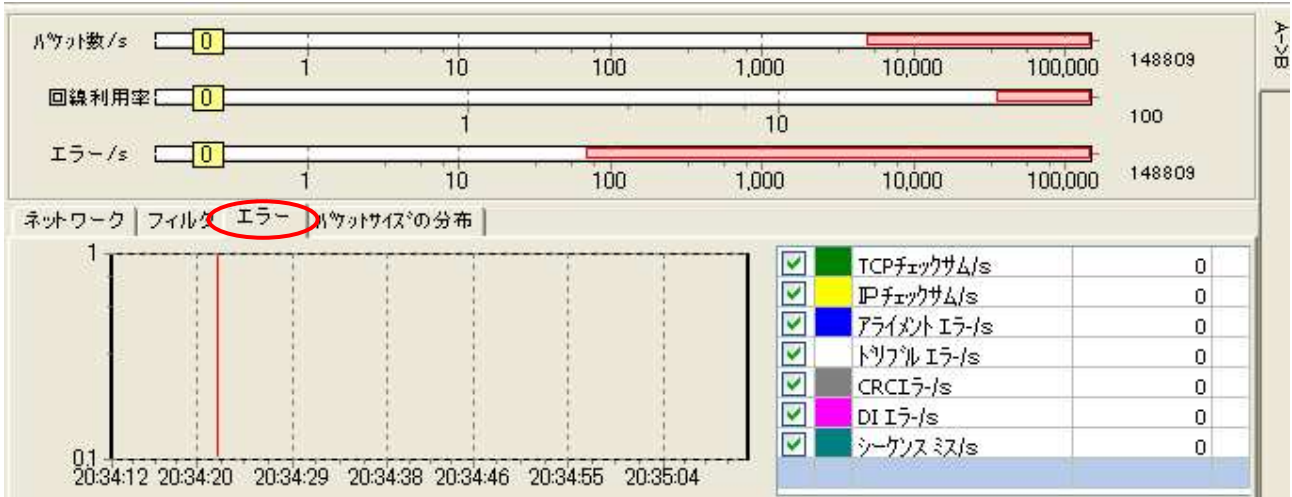 ﾊﾟｹｯﾄ数/s 0 148809
1 10 100 1,000 10,000 100,000
回線利用率 0 100
1 10
エラー/s 0 148809
1 10 100 1,000 10,000 100,000
A->B
ネットワーク フィルタ エラー ﾊﾟｹｯﾄｻｲｽﾞの分布
1
0.1
20:34:12 20:34:20 20:34:29 20:34:38 20:34:46 20:34:55 20:35:04
TCPﾁｪｯｸｻﾑ/s 0
IPﾁｪｯｸｻﾑ/s 0
ｱﾗｲﾒﾝﾄ ｴﾗｰ/s 0
ﾄﾞﾘﾌﾞﾙ ｴﾗｰ/s 0
CRCｴﾗｰ/s 0
DI ｴﾗｰ/s 0
ｼｰｹﾝｽ ﾐｽ/s 0